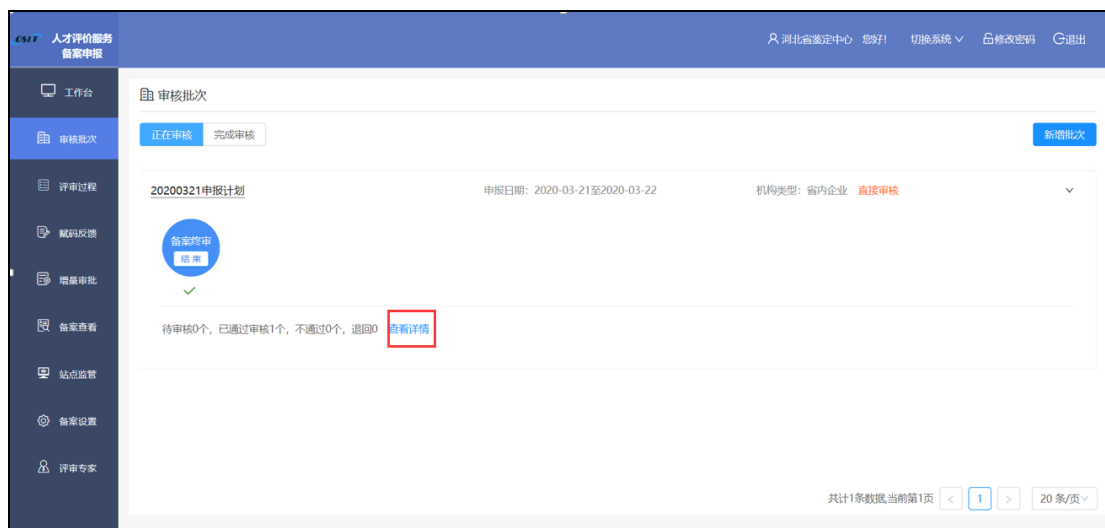 OSTT 人才评价服务
备案申报
河北省鉴定中心 您好! 切换系统 修改密码 退出
工作台
审核批次
评审过程
赋码反馈
增量审批
备案查看
站点监管
备案设置
评审专家
审核批次
正在审核 完成审核 新增批次
20200321申报计划 申报日期：2020-03-21至2020-03-22 机构类型：省内企业 直接审核
备案终审
结束
待审核0个，已通过审核1个，不通过0个，退回0 查看详情
共计1条数据,当前第1页 < 1 > 20 条/页